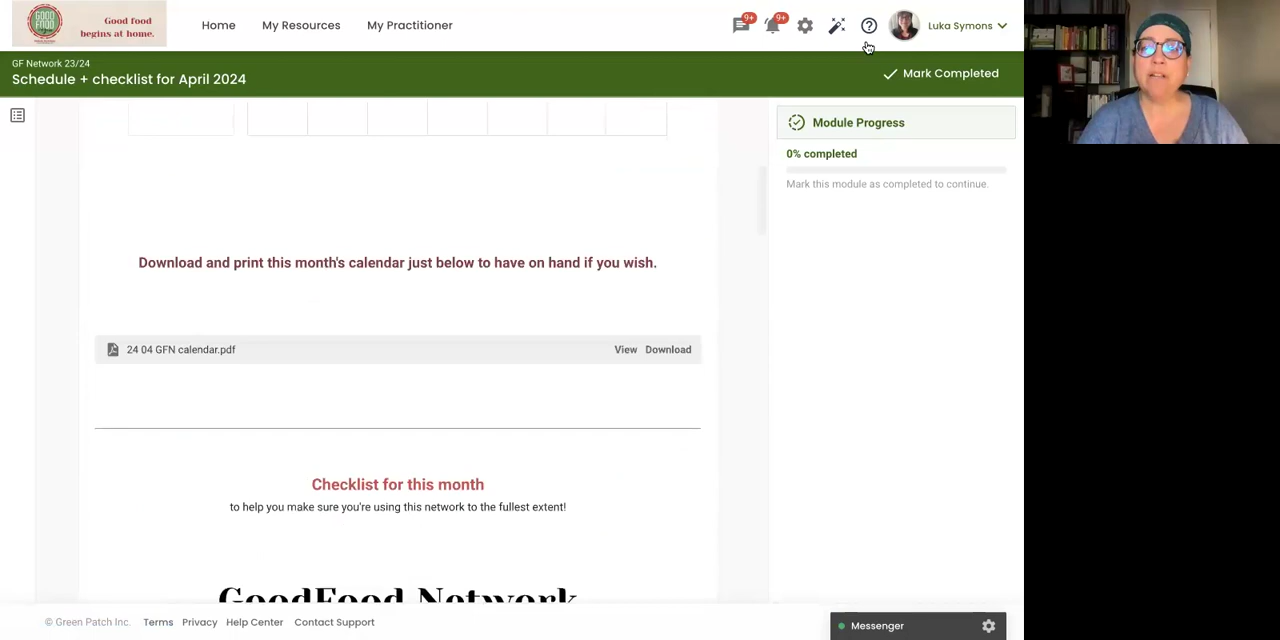 GOOD
FOOD
Good food
begins at home.
Home
My Resources
My Practitioner
9+
9+
Luka Symons
GF Network 23/24
Schedule + checklist for April 2024
Mark Completed
Module Progress
0% completed
Mark this module as completed to continue.
Download and print this month's calendar just below to have on hand if you wish.
24 04 GFN calendar.pdf
View
Download
Checklist for this month
to help you make sure you're using this network to the fullest extent!
GoodFood Network
© Green Patch Inc.
Terms
Privacy
Help Center
Contact Support
Messenger